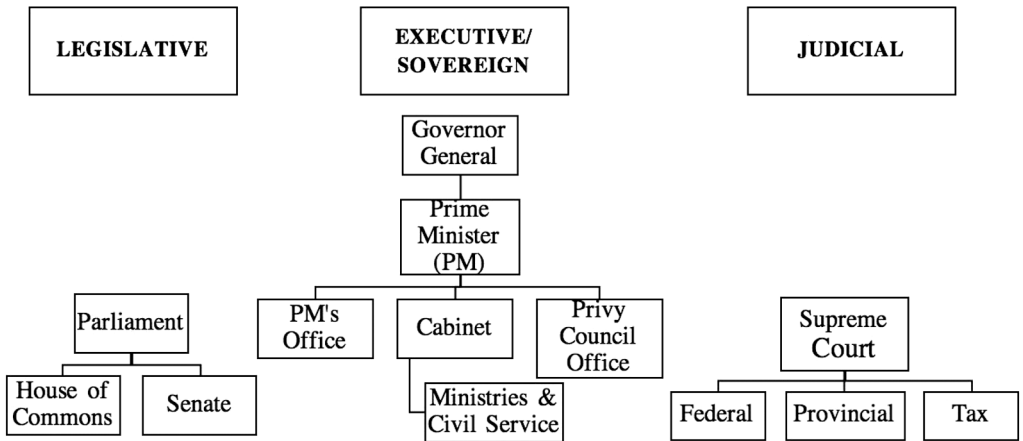 LEGISLATIVE
EXECUTIVE/
SOVEREIGN
JUDICIAL
Governor
General
Prime
Minister
(PM)
Parliament
House of
Commons
Senate
PM's
Office
Cabinet
Privy
Council
Office
Ministries &
Civil Service
Supreme
Court
Federal
Provincial
Tax